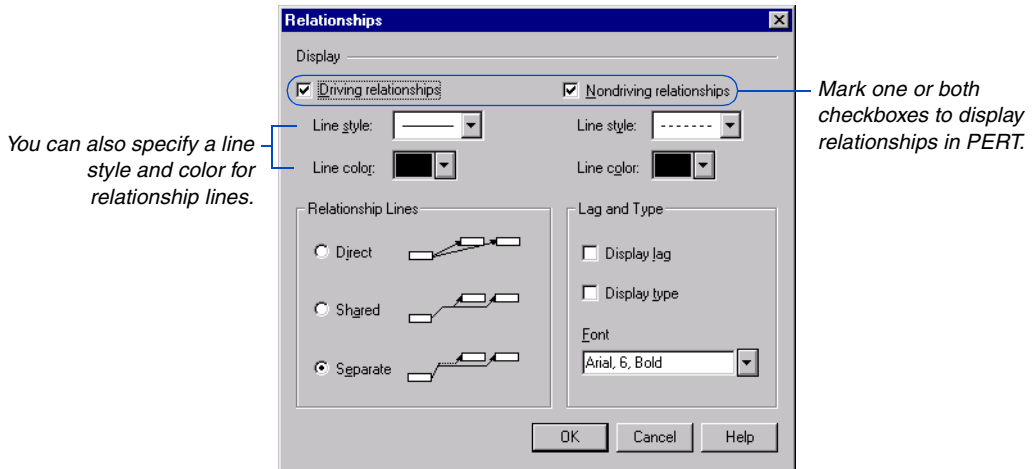 Relationships
Display
Driving relationships
Nondriving relationships
Line style:
Line style:
Line color:
Line color:
Mark one or both
checkboxes to display
relationships in PERT.
You can also specify a line
style and color for
relationship lines.
Relationship Lines
Direct
Shared
Separate
Lag and Type
Display lag
Display type
Font
Arial, 6, Bold
OK
Cancel
Help